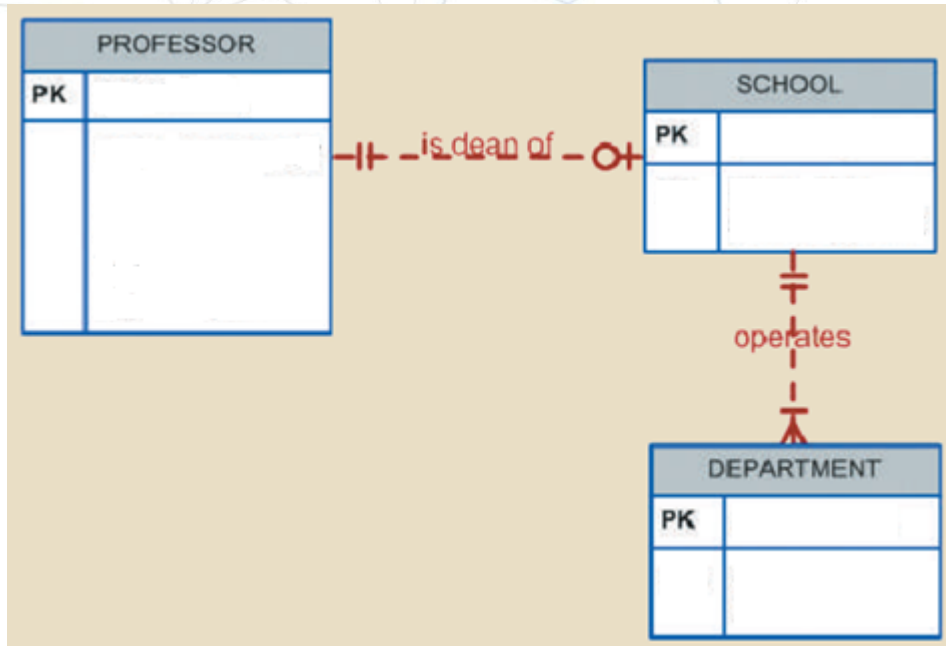 PROFESSOR
PK
is dean of
SCHOOL
PK
operates
DEPARTMENT
PK